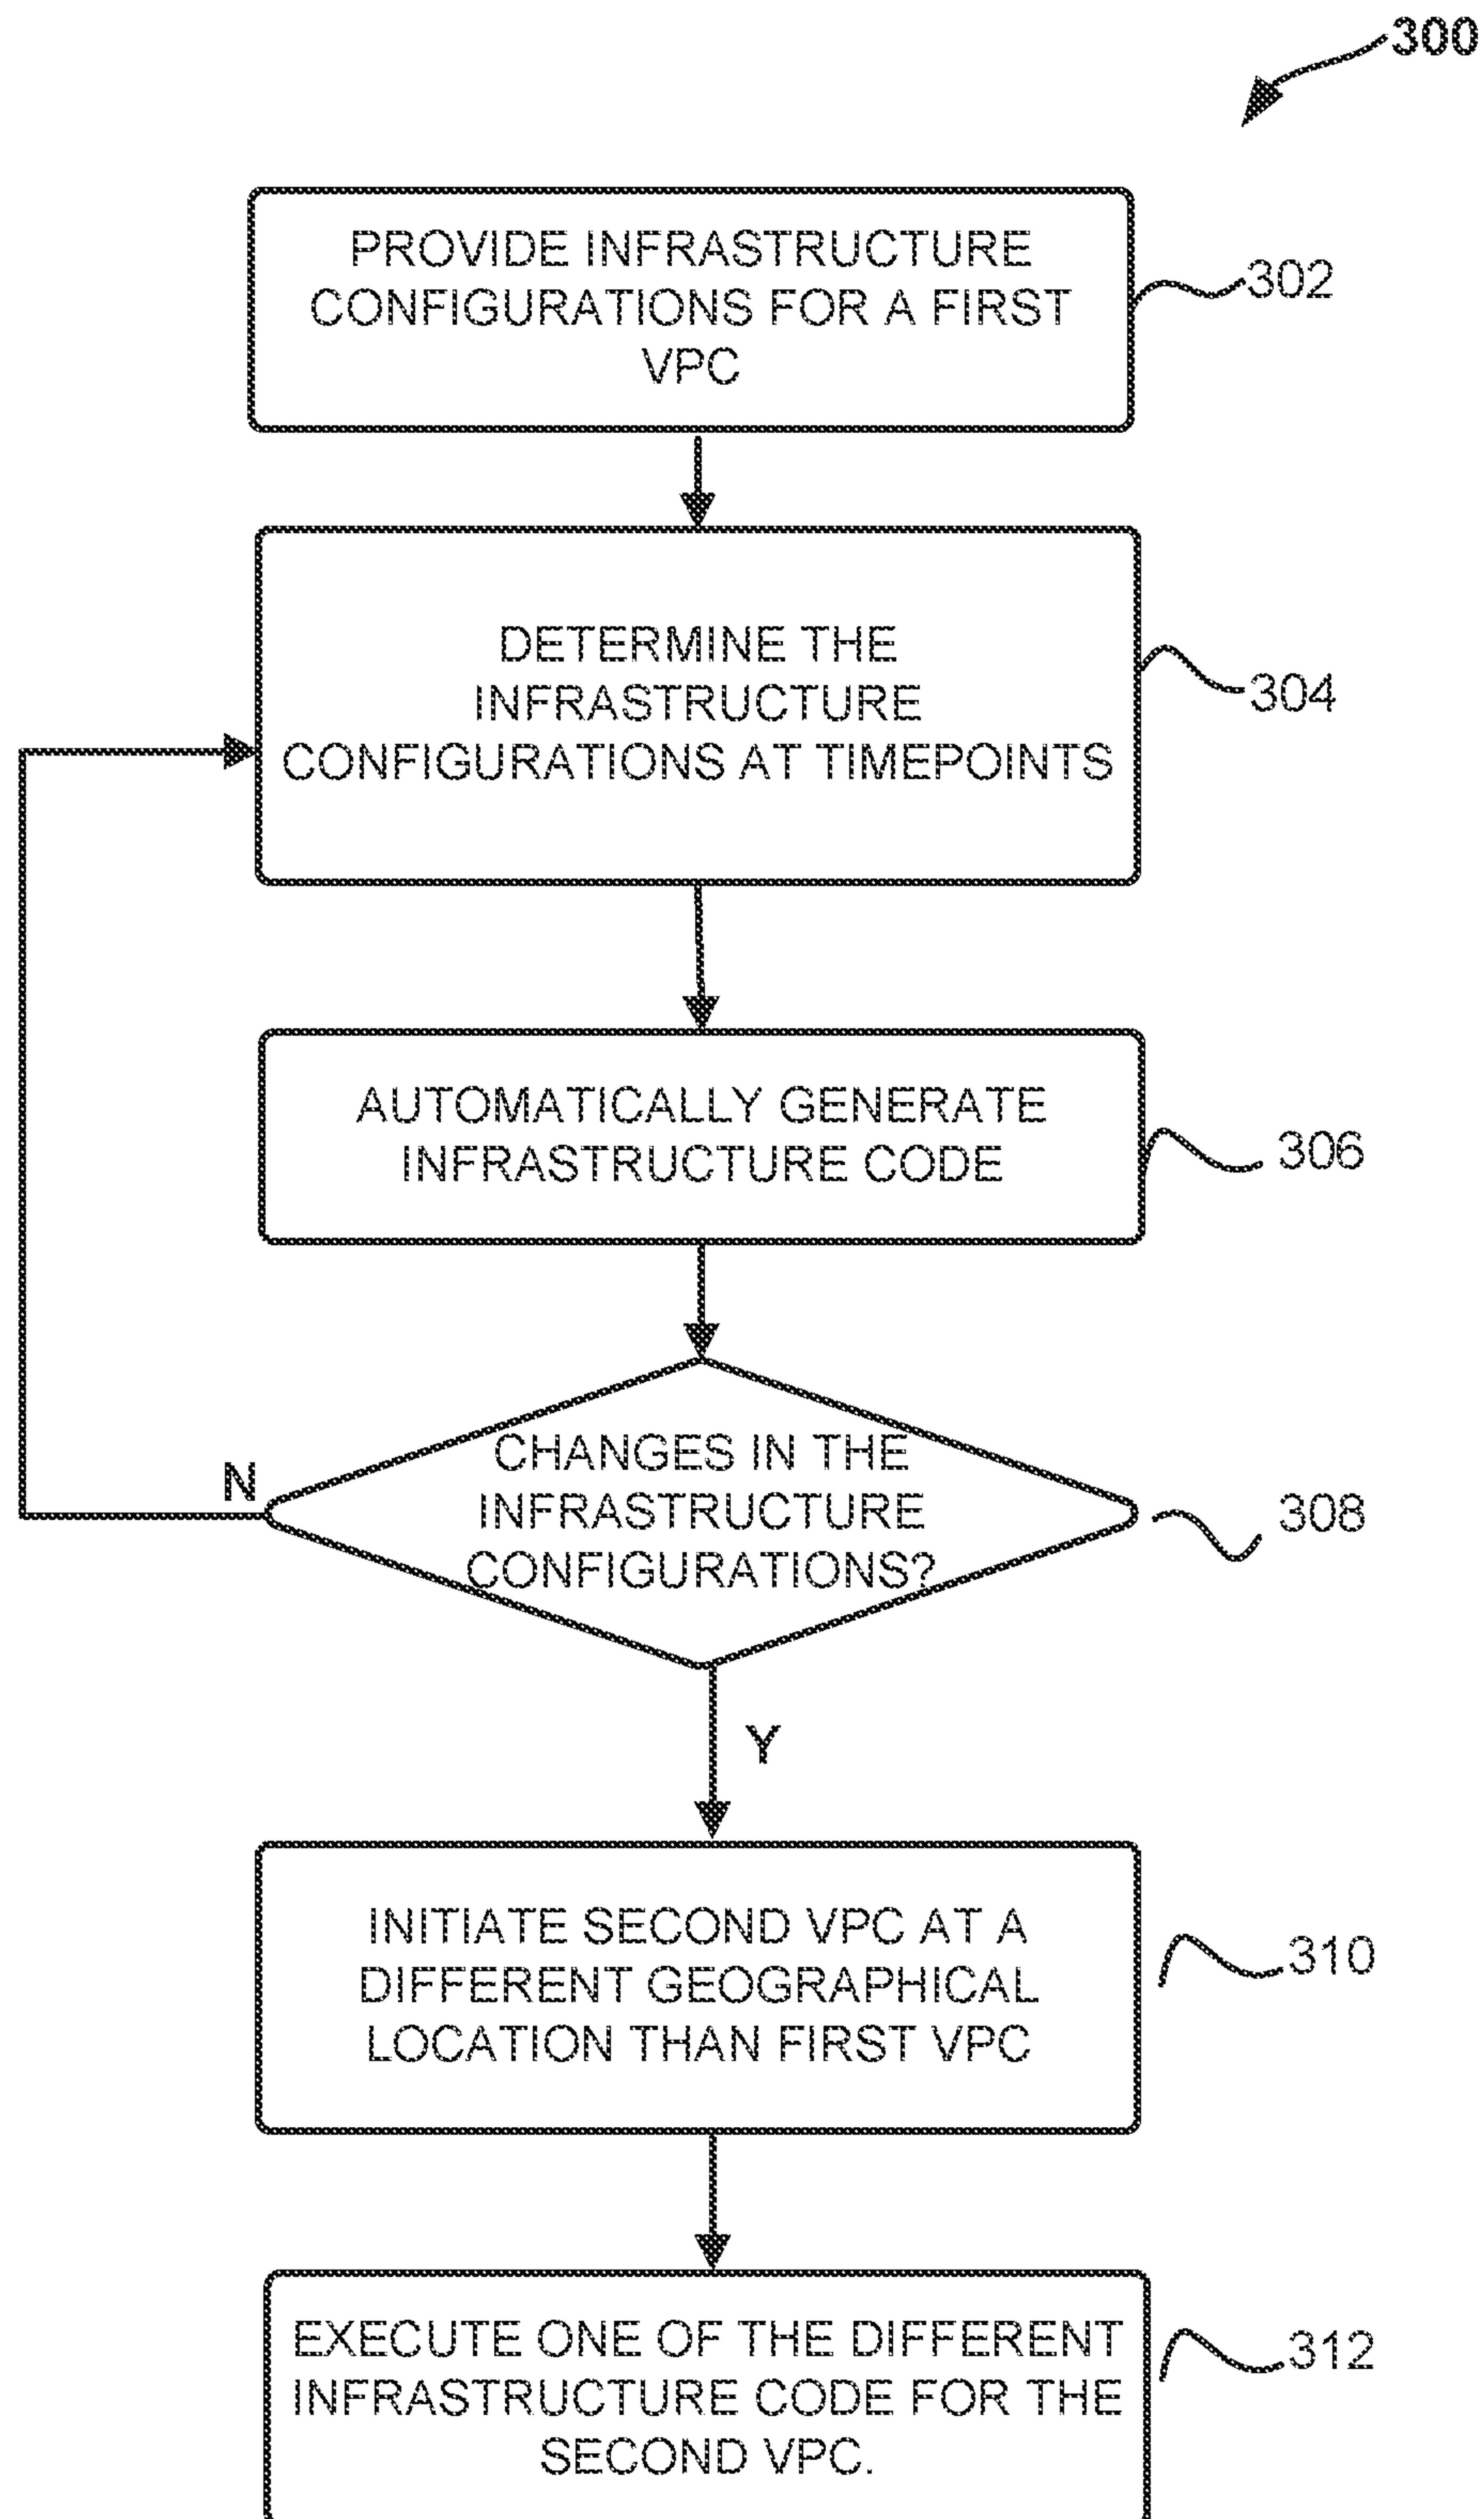 300
PROVIDE INFRASTRUCTURE
CONFIGURATIONS FOR A FIRST
VPC
302
DETERMINE THE
INFRASTRUCTURE
CONFIGURATIONS AT TIMEPOINTS
304
AUTOMATICALLY GENERATE
INFRASTRUCTURE CODE
306
CHANGES IN THE
INFRASTRUCTURE
CONFIGURATIONS?
308
N
Y
INITIATE SECOND VPC AT A
DIFFERENT GEOGRAPHICAL
LOCATION THAN FIRST VPC
310
EXECUTE ONE OF THE DIFFERENT
INFRASTRUCTURE CODE FOR THE
SECOND VPC.
312